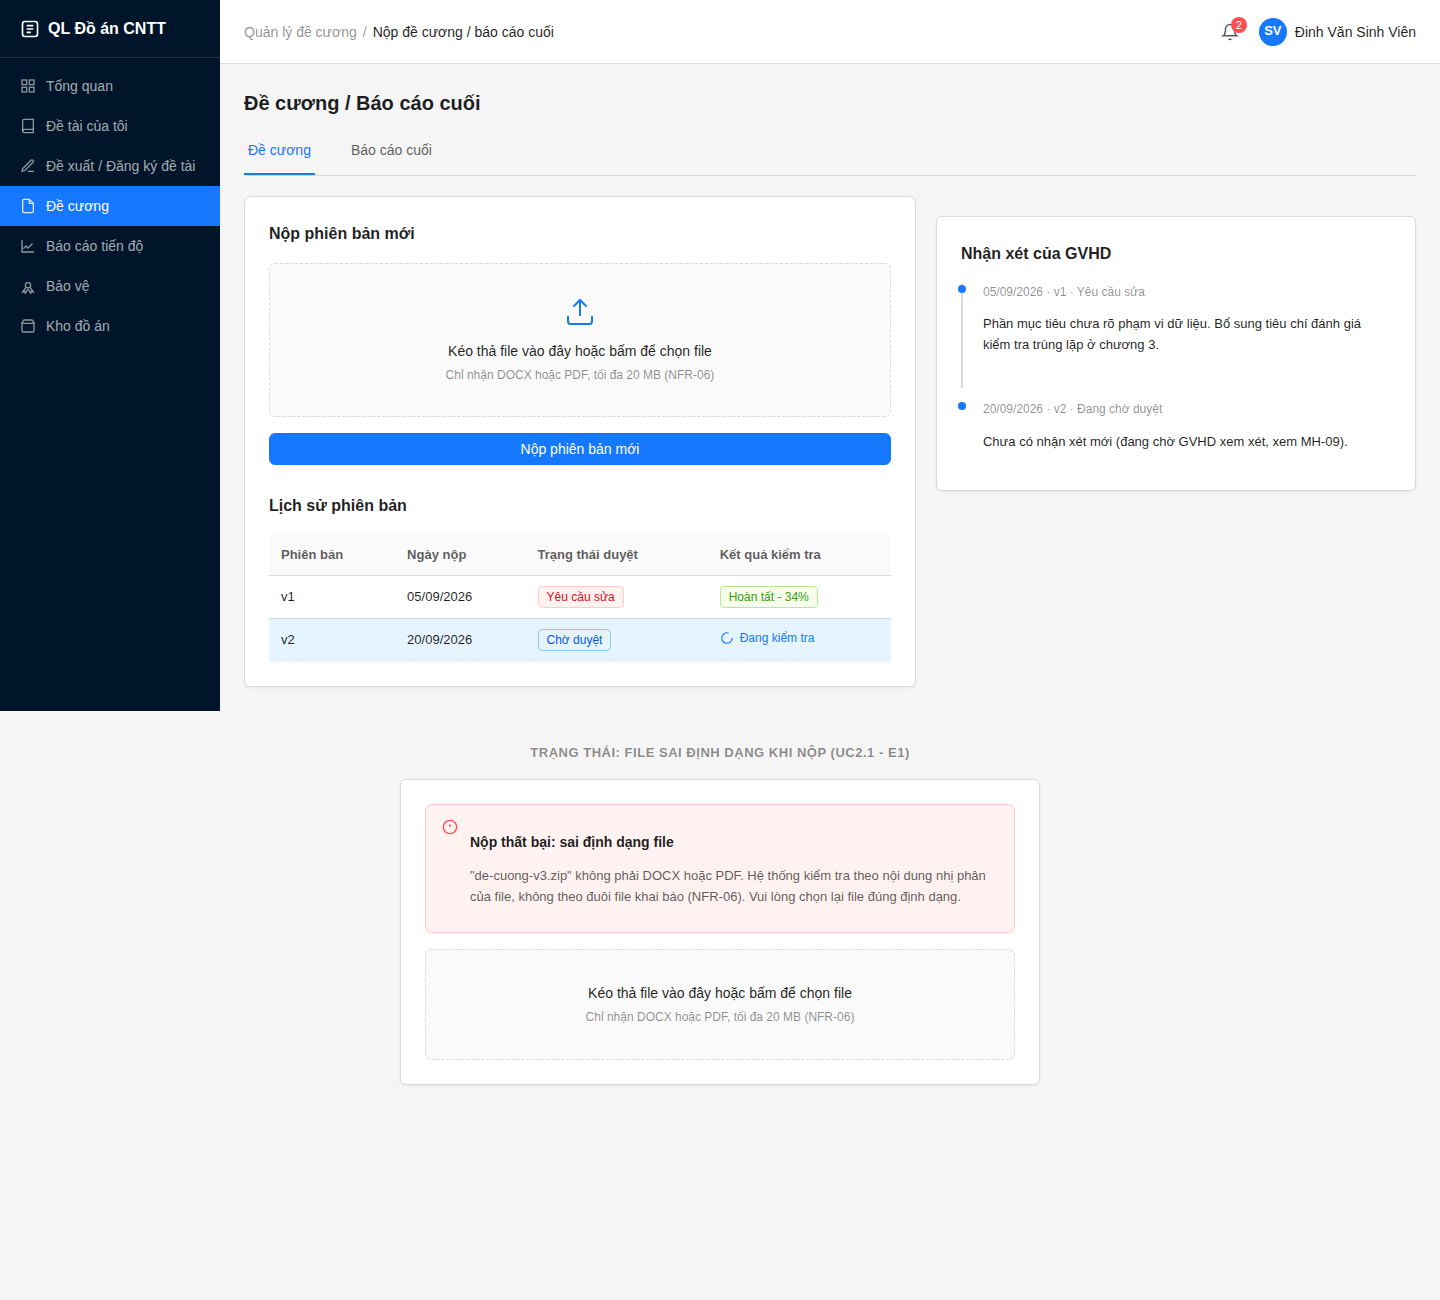 QL Đồ án CNTT
Tổng quan
Đề tài của tôi
Đề xuất / Đăng ký đề tài
Đề cương
Báo cáo tiến độ
Bảo vệ
Kho đồ án
Quản lý đề cương / Nộp đề cương / báo cáo cuối
2
SV
Đinh Văn Sinh Viên
Đề cương / Báo cáo cuối
Đề cương
Báo cáo cuối
Nộp phiên bản mới
Kéo thả file vào đây hoặc bấm để chọn file
Chỉ nhận DOCX hoặc PDF, tối đa 20 MB (NFR-06)
Nộp phiên bản mới
Lịch sử phiên bản
Phiên bản Ngày nộp Trạng thái duyệt Kết quả kiểm tra
v1 05/09/2026 Yêu cầu sửa Hoàn tất - 34%
v2 20/09/2026 Chờ duyệt Đang kiểm tra
Nhận xét của GVHD
05/09/2026 · v1 · Yêu cầu sửa
Phần mục tiêu chưa rõ phạm vi dữ liệu. Bổ sung tiêu chí đánh giá
kiểm tra trùng lặp ở chương 3.
20/09/2026 · v2 · Đang chờ duyệt
Chưa có nhận xét mới (đang chờ GVHD xem xét, xem MH-09).
TRẠNG THÁI: FILE SAI ĐỊNH DẠNG KHI NỘP (UC2.1 - E1)
Nộp thất bại: sai định dạng file
"de-cuong-v3.zip" không phải DOCX hoặc PDF. Hệ thống kiểm tra theo nội dung nhị phân
của file, không theo đuôi file khai báo (NFR-06). Vui lòng chọn lại file đúng định dạng.
Kéo thả file vào đây hoặc bấm để chọn file
Chỉ nhận DOCX hoặc PDF, tối đa 20 MB (NFR-06)